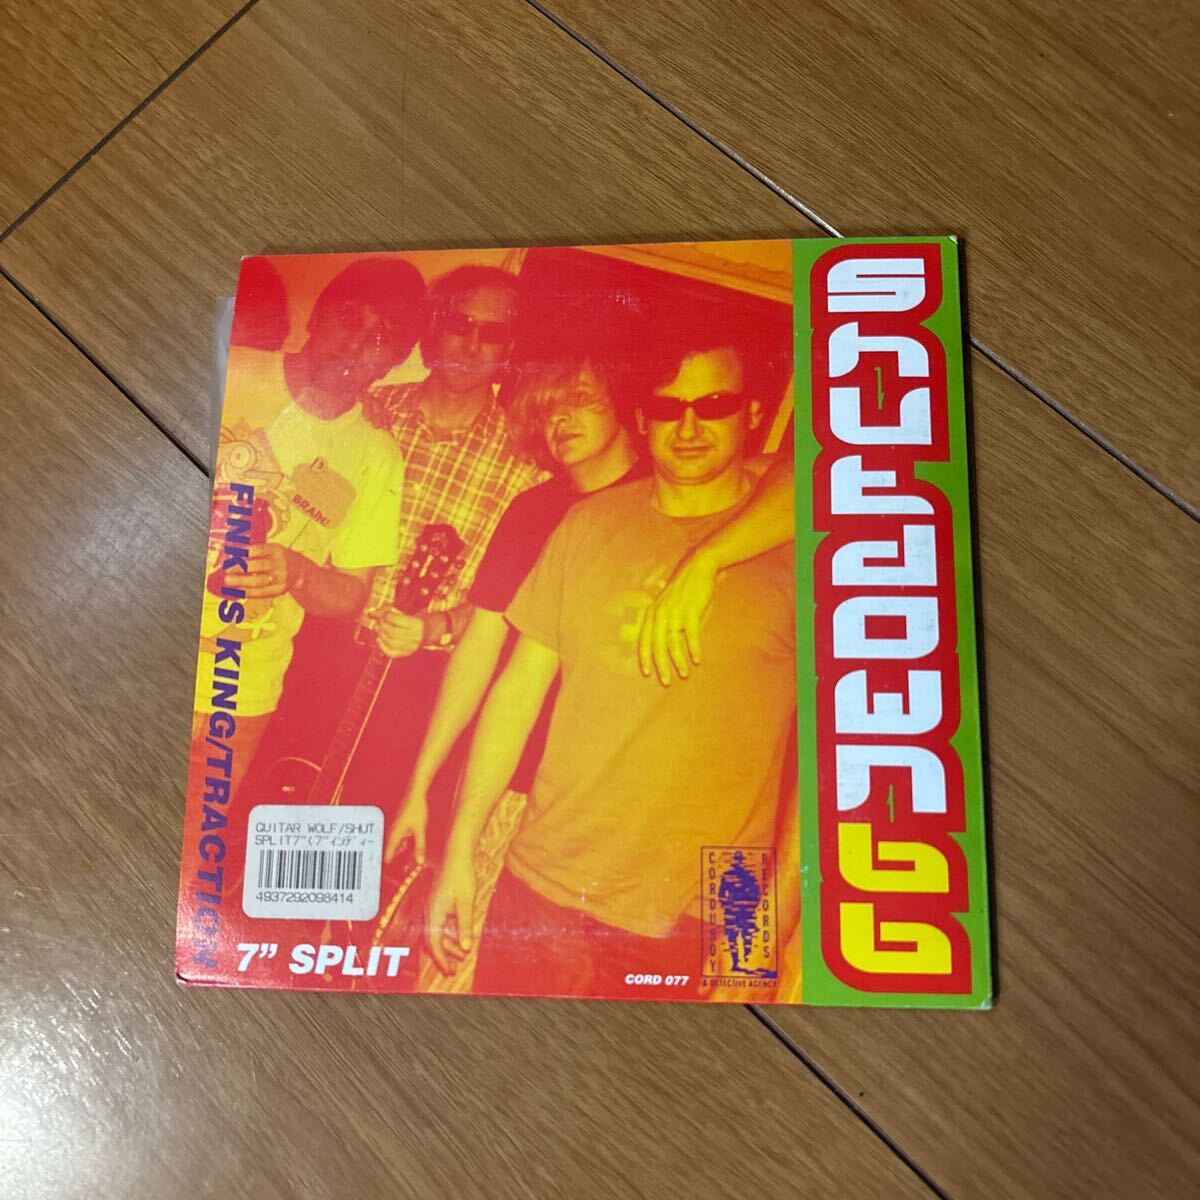 SHUTDOWN 66
FINK IS KING/TRACTION
BRAIN
GUITAR WOLF/SHUT
SPLIT7"(7"インディー
4937292098414
7" SPLIT
CORD 077
CORDUROY
RECORDS
& DETECTIVE AGENCY